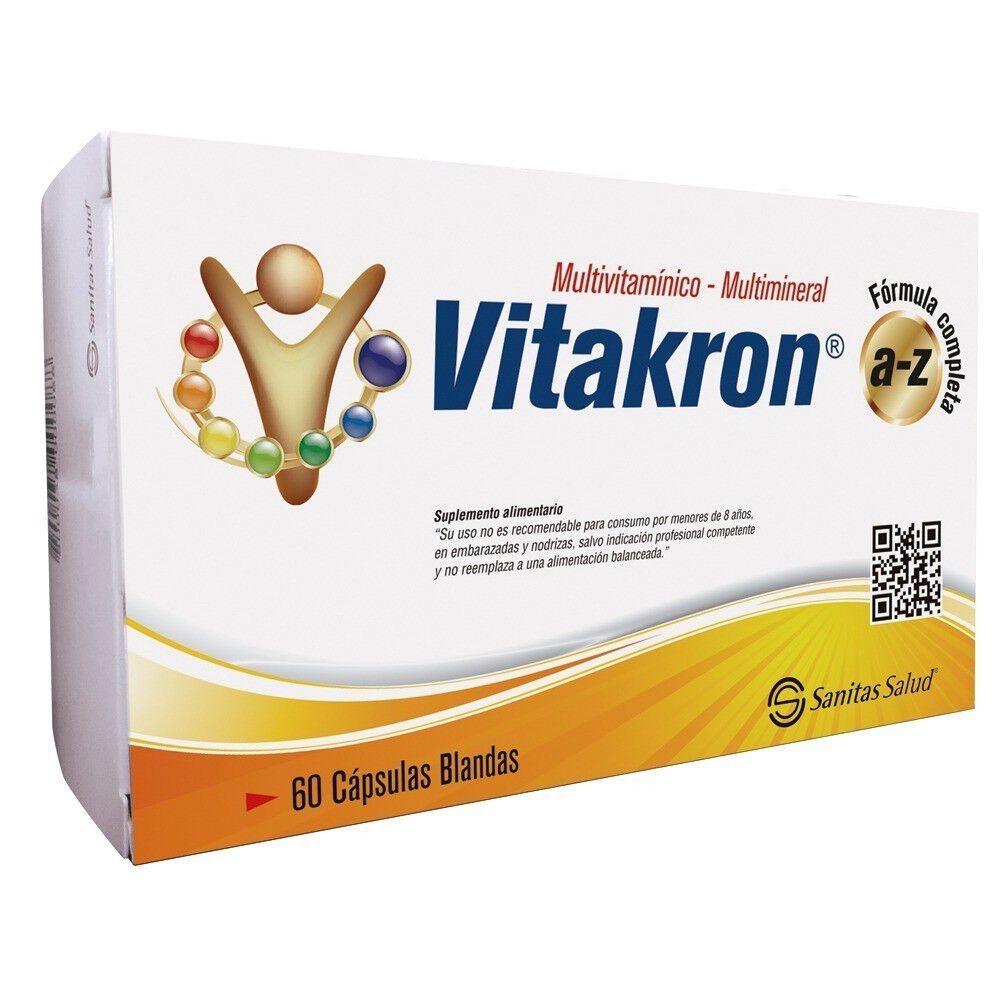 Multivitamínico - Multimineral
Vitakron®
Fórmula completa
a-z
Suplemento alimentario
"Su uso no es recomendable para consumo por menores de 8 años,
en embarazadas y nodrizas, salvo indicación profesional competente
y no reemplaza a una alimentación balanceada."
Sanitas Salud®
60 Cápsulas Blandas
Sanitas Salud®